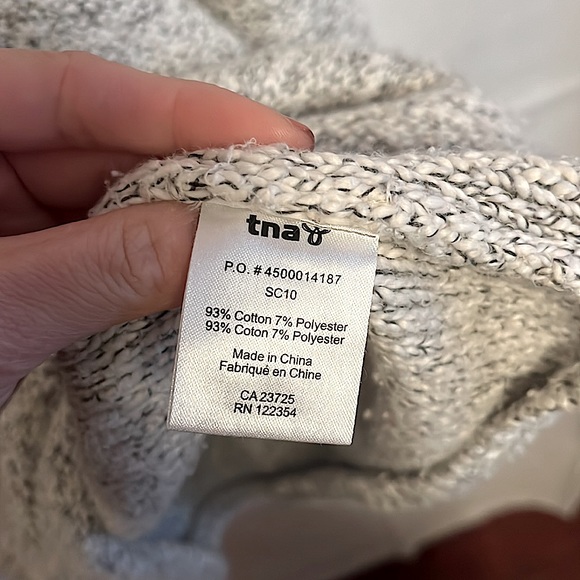 tna
P.O. #4500014187
SC10
93% Cotton 7% Polyester
93% Coton 7% Polyester
Made in China
Fabriqué en Chine
CA 23725
RN 122354